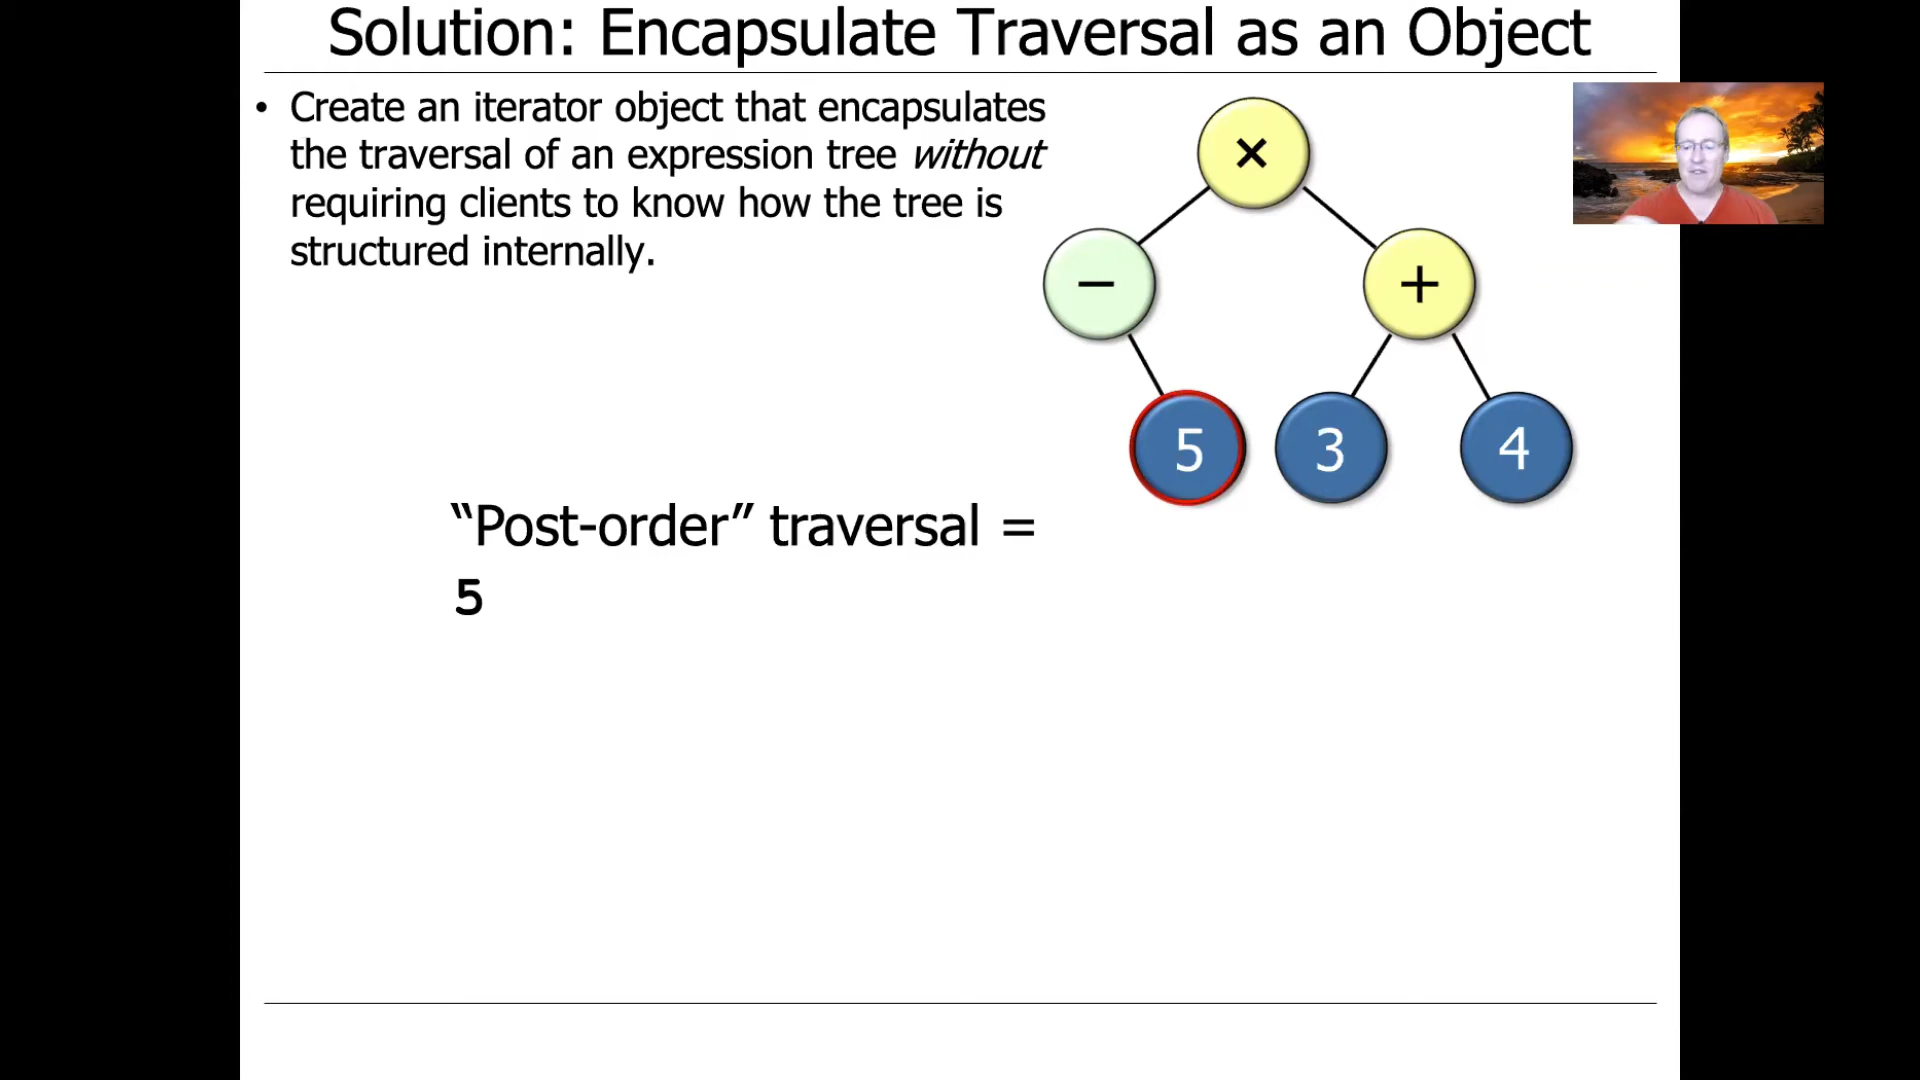 Solution: Encapsulate Traversal as an Object
• Create an iterator object that encapsulates
the traversal of an expression tree without
requiring clients to know how the tree is
structured internally.
×
− +
5 3 4
“Post-order” traversal =
5